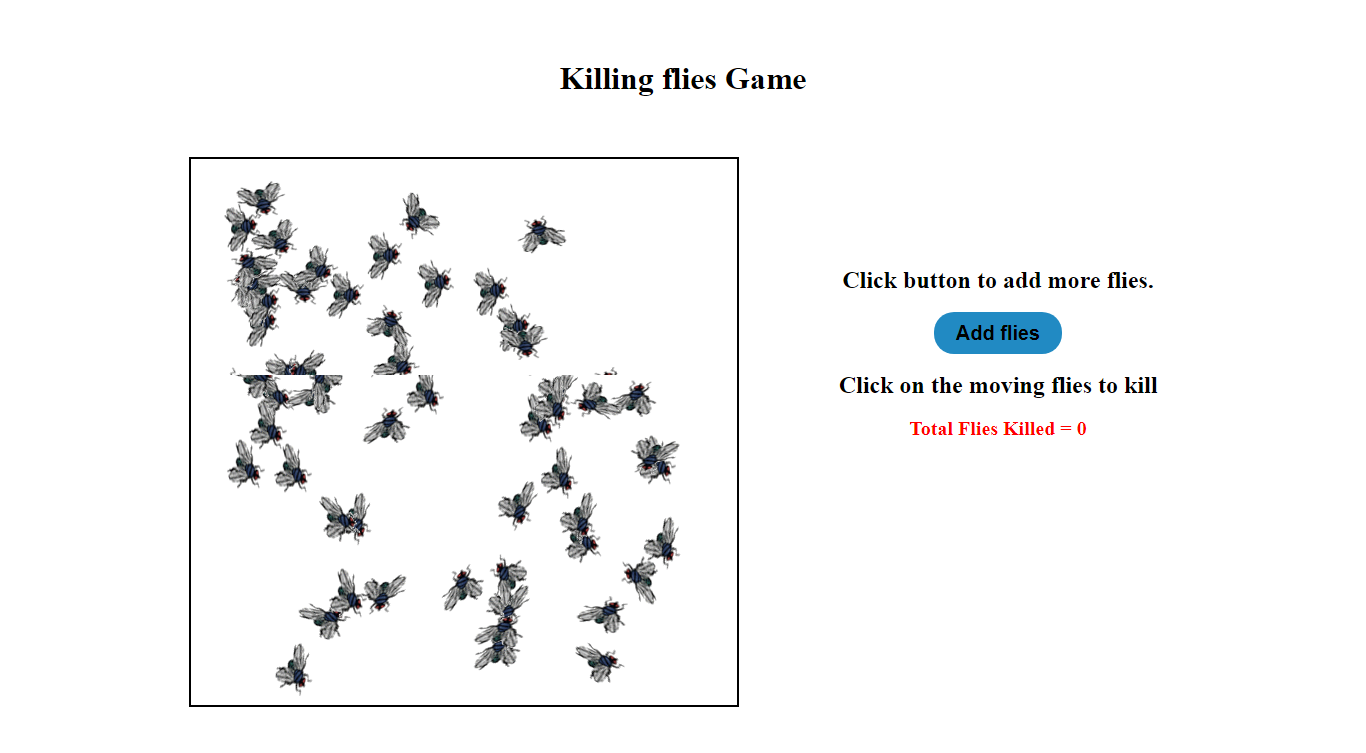 Killing flies Game
Click button to add more flies.
Add flies
Click on the moving flies to kill
Total Flies Killed = 0